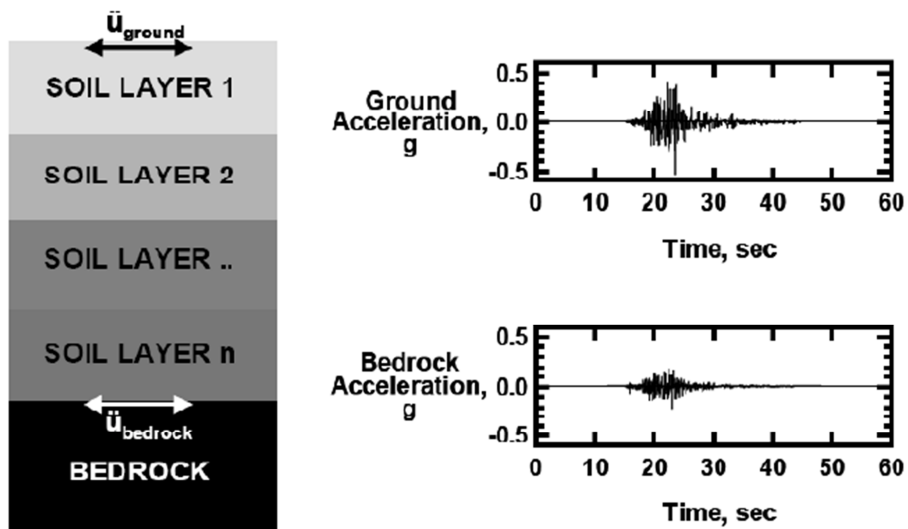 ü ground
SOIL LAYER 1
SOIL LAYER 2
SOIL LAYER ..
SOIL LAYER n
ü bedrock
BEDROCK
Ground
Acceleration,
g
0.5
0.0
-0.5
0 10 20 30 40 50 60
Time, sec
Bedrock
Acceleration,
g
0.5
0.0
-0.5
0 10 20 30 40 50 60
Time, sec